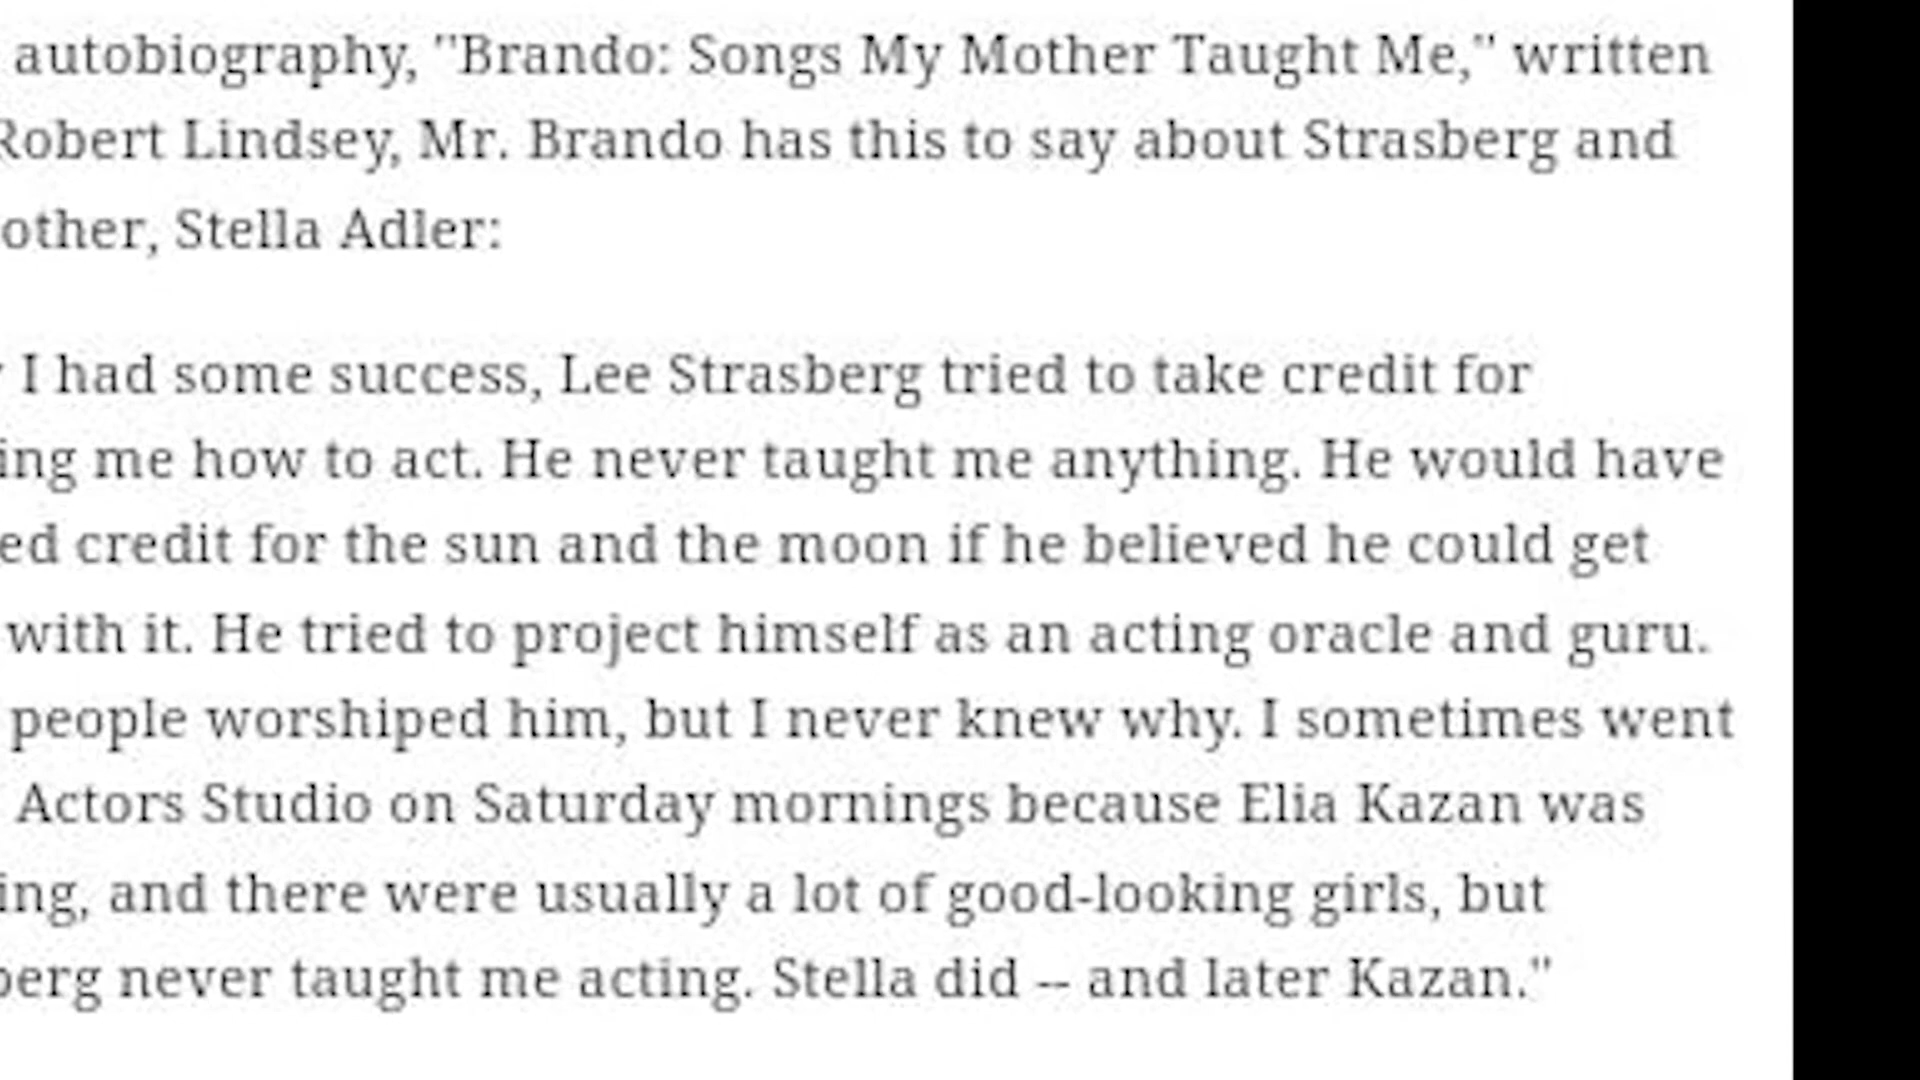 autobiography, "Brando: Songs My Mother Taught Me," written
Robert Lindsey, Mr. Brando has this to say about Strasberg and
other, Stella Adler:
I had some success, Lee Strasberg tried to take credit for
ing me how to act. He never taught me anything. He would have
ed credit for the sun and the moon if he believed he could get
with it. He tried to project himself as an acting oracle and guru.
people worshiped him, but I never knew why. I sometimes went
Actors Studio on Saturday mornings because Elia Kazan was
ing, and there were usually a lot of good-looking girls, but
berg never taught me acting. Stella did -- and later Kazan."